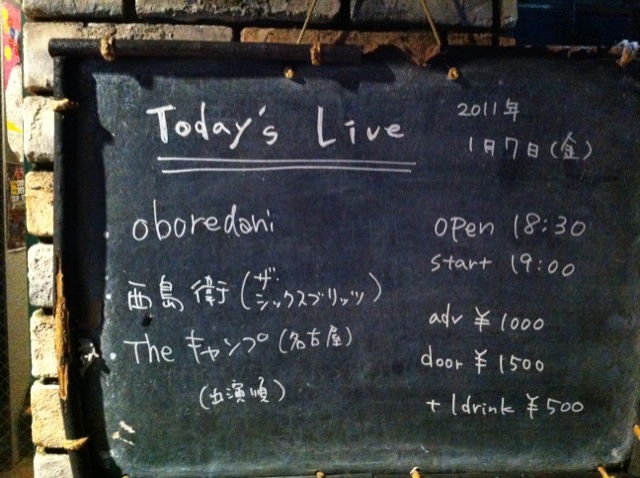 Today's Live
2011年
1月7日(金)
oboredani
西島衛(ザ・シックスブリッツ)
The キャンプ(名古屋)
(出演順)
open 18:30
start 19:00
adv ¥1000
door ¥1500
+1drink ¥500